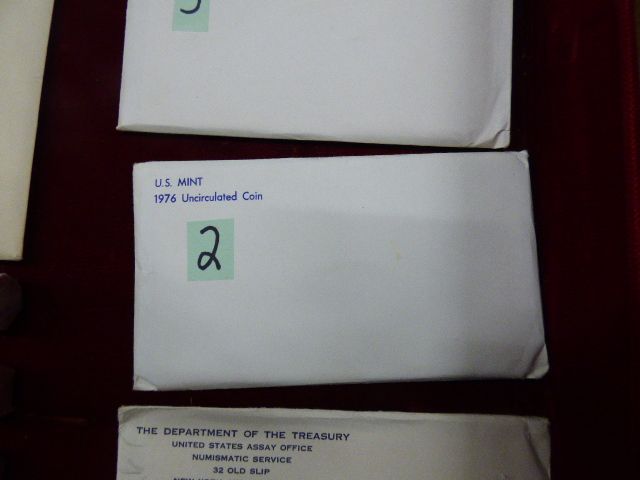 U.S. MINT
1976 Uncirculated Coin
2
THE DEPARTMENT OF THE TREASURY
UNITED STATES ASSAY OFFICE
NUMISMATIC SERVICE
32 OLD SLIP